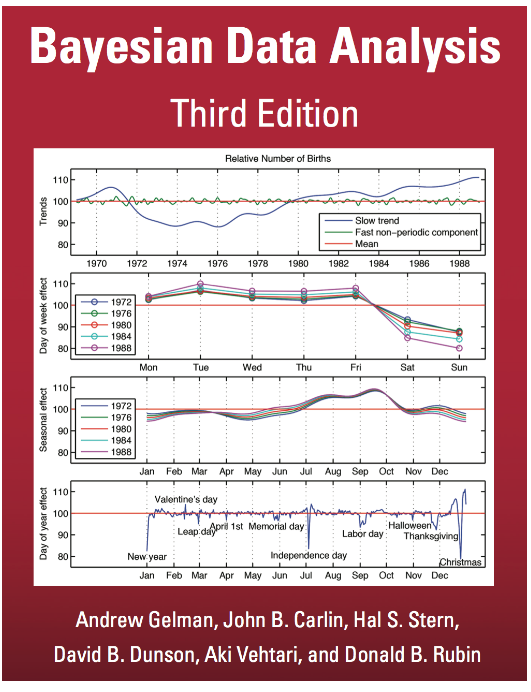 Bayesian Data Analysis
Third Edition
Relative Number of Births
Trends
110
100
90
80
Slow trend
Fast non-periodic component
Mean
1970 1972 1974 1976 1978 1980 1982 1984 1986 1988
Day of week effect
110
100
90
80
1972
1976
1980
1984
1988
Mon Tue Wed Thu Fri Sat Sun
Seasonal effect
110
100
90
80
1972
1976
1980
1984
1988
Jan Feb Mar Apr May Jun Jul Aug Sep Oct Nov Dec
Day of year effect
110
100
90
80
Valentine's day
Leap day
April 1st
Memorial day
Halloween
Labor day
Thanksgiving
New year
Independence day
Christmas
Jan Feb Mar Apr May Jun Jul Aug Sep Oct Nov Dec
Andrew Gelman, John B. Carlin, Hal S. Stern,
David B. Dunson, Aki Vehtari, and Donald B. Rubin